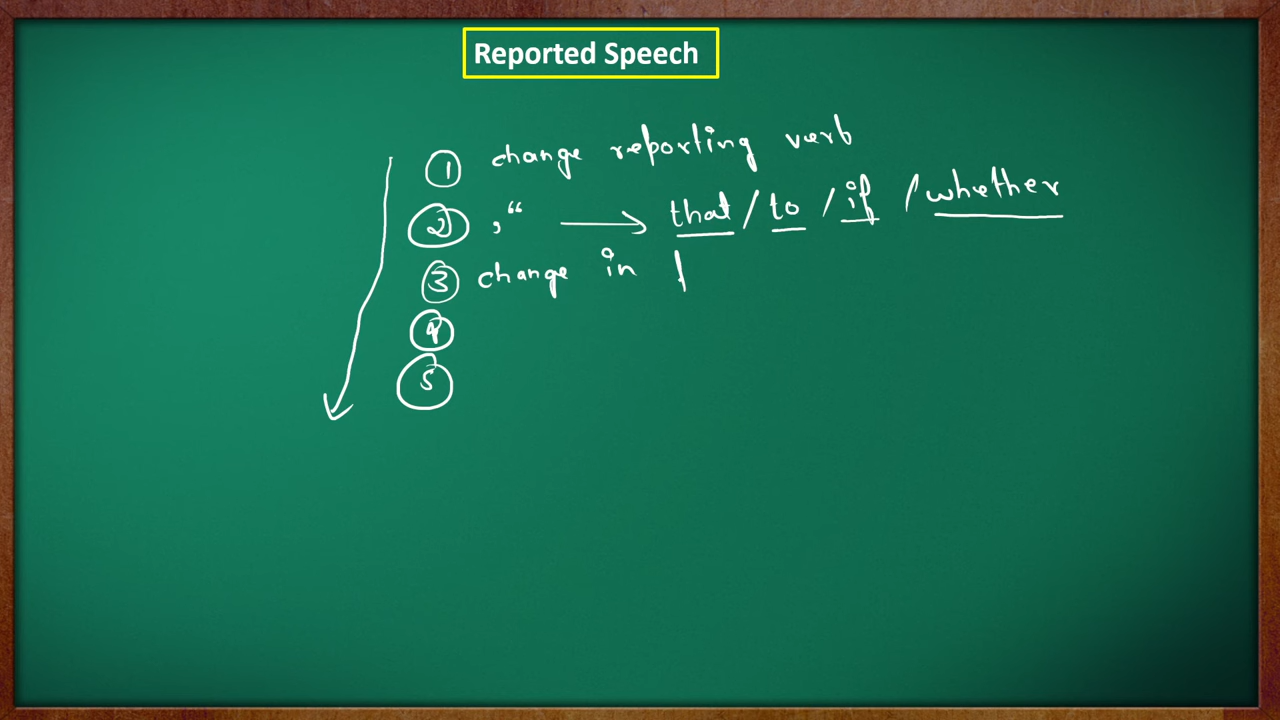 Reported Speech
① change reporting verb
② , “ → that / to / if / whether
③ change in
④
⑤